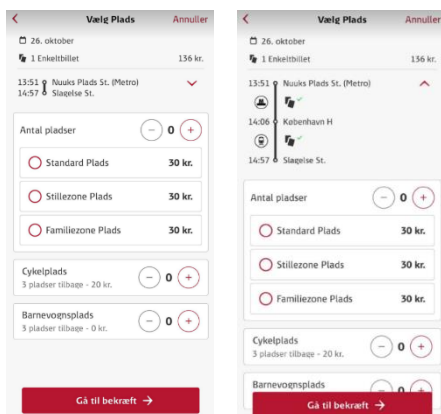 Vælg Plads Annuller
26. oktober
1 Enkeltbillet 136 kr.
13:51 Nuuks Plads St. (Metro)
14:57 Slagelse St.
Antal pladser 0
Standard Plads 30 kr.
Stillezone Plads 30 kr.
Familiezone Plads 30 kr.
Cykelplads 0
3 pladser tilbage - 20 kr.
Barnevognsplads 0
3 pladser tilbage - 0 kr.
Gå til bekræft →
Vælg Plads Annuller
26. oktober
1 Enkeltbillet 136 kr.
13:51 Nuuks Plads St. (Metro)
14:06 København H
14:57 Slagelse St.
Antal pladser 0
Standard Plads 30 kr.
Stillezone Plads 30 kr.
Familiezone Plads 30 kr.
Cykelplads 0
3 pladser tilbage - 20 kr.
Barnevognsplads 0
Gå til bekræft →